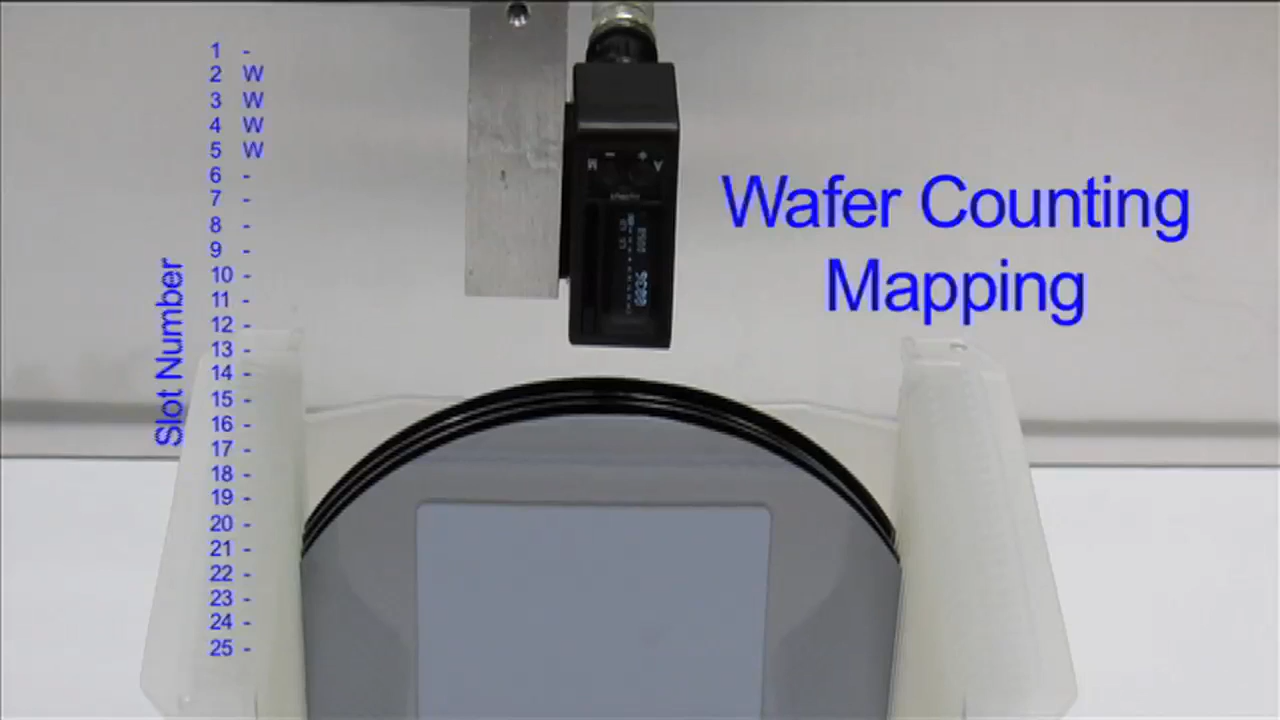 1 -
2 W
3 W
4 W
5 W
6 -
7 -
8 -
9 -
10 -
11 -
12 -
13 -
14 -
15 -
16 -
17 -
18 -
19 -
20 -
21 -
22 -
23 -
24 -
25 -
Slot Number
Wafer Counting
Mapping
M - + A